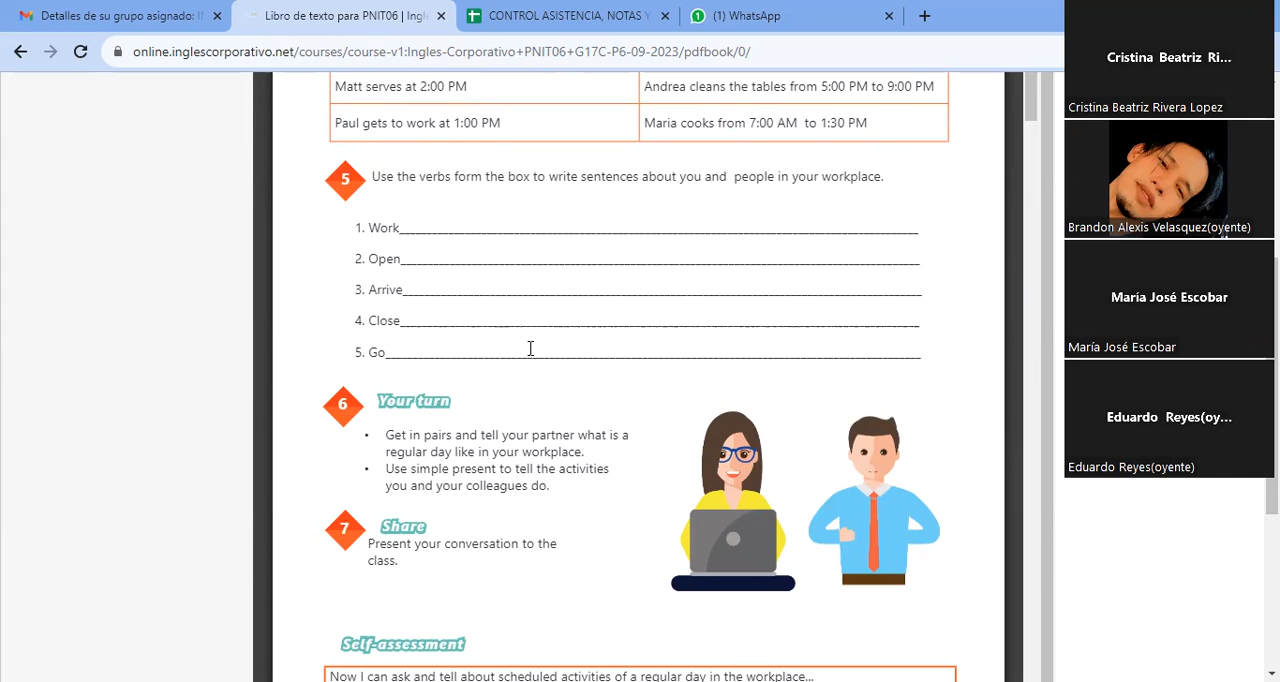 Detalles de su grupo asignado: I
Libro de texto para PNIT06 | Ingl
CONTROL ASISTENCIA, NOTAS Y
1
(1) WhatsApp
online.inglescorporativo.net/courses/course-v1:Ingles-Corporativo+PNIT06+G17C-P6-09-2023/pdfbook/0/
Matt serves at 2:00 PM
Andrea cleans the tables from 5:00 PM to 9:00 PM
Paul gets to work at 1:00 PM
Maria cooks from 7:00 AM to 1:30 PM
5
Use the verbs form the box to write sentences about you and people in your workplace.
1. Work
2. Open
3. Arrive
4. Close
5. Go
6
Your turn
• Get in pairs and tell your partner what is a
regular day like in your workplace.
• Use simple present to tell the activities
you and your colleagues do.
7
Share
Present your conversation to the
class.
Self-assessment
Now I can ask and tell about scheduled activities of a regular day in the workplace...
Cristina Beatriz Ri...
Cristina Beatriz Rivera Lopez
Brandon Alexis Velasquez(oyente)
María José Escobar
María José Escobar
Eduardo Reyes(oy...
Eduardo Reyes(oyente)